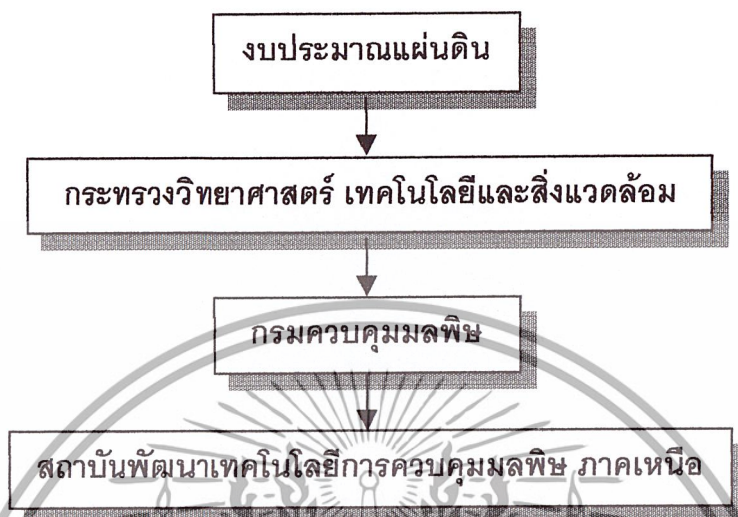 งบประมาณแผ่นดิน
กระทรวงวิทยาศาสตร์ เทคโนโลยีและสิ่งแวดล้อม
กรมควบคุมมลพิษ
สถาบันพัฒนาเทคโนโลยีการควบคุมมลพิษ ภาคเหนือ